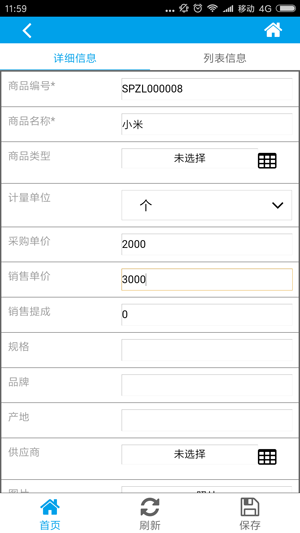 11:59 ... 移动 4G
详细信息 列表信息
商品编号* SPZL000008
商品名称* 小米
商品类型 未选择
计量单位 个
采购单价 2000
销售单价 3000
销售提成 0
规格
品牌
产地
供应商 未选择
首页 刷新 保存